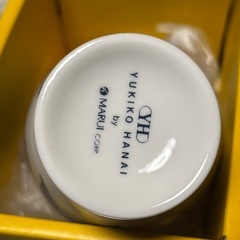 YH
YUKIKO HANAI
by
MARUI CORP